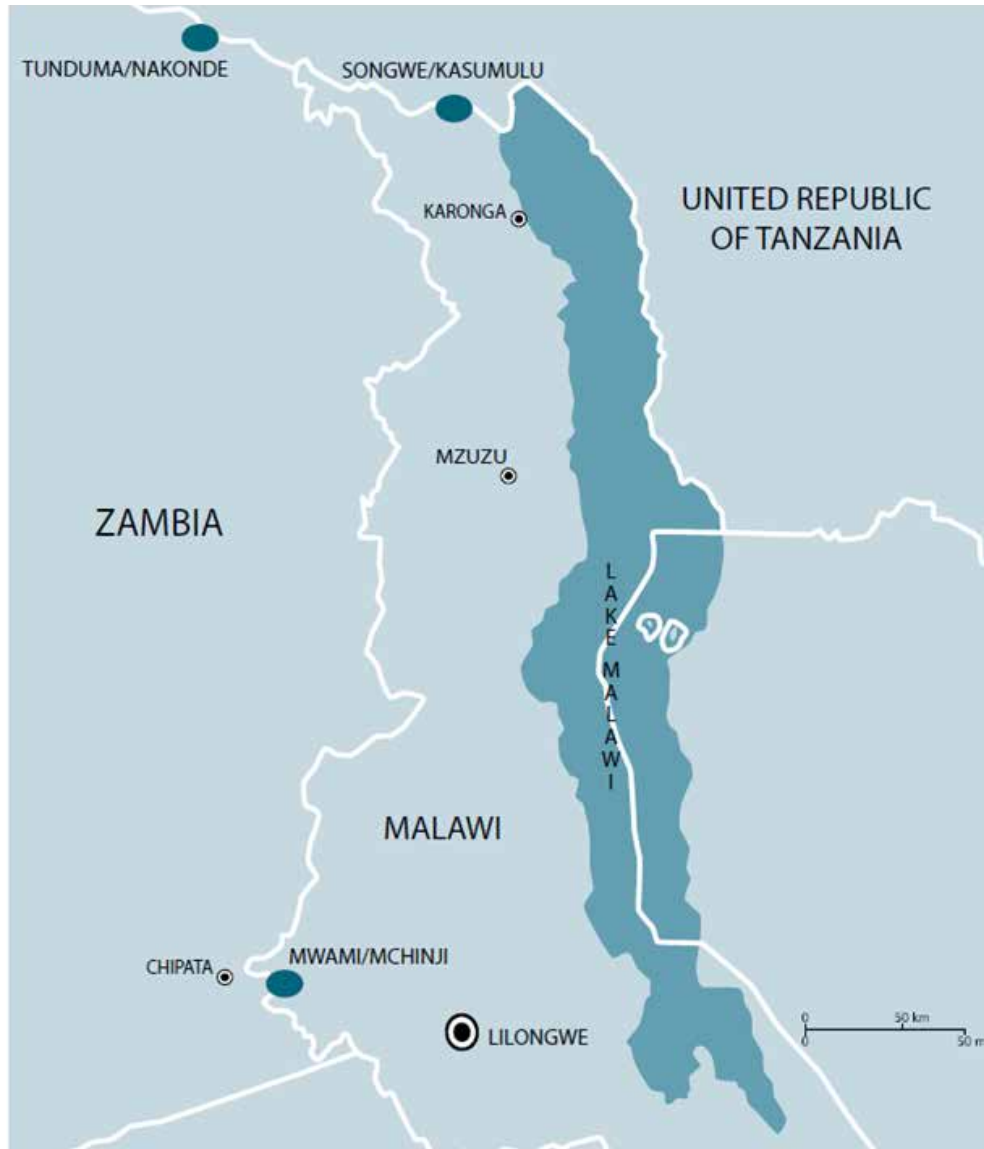 TUNDUMA/NAKONDE
SONGWE/KASUMULU
KARONGA
UNITED REPUBLIC
OF TANZANIA
MZUZU
ZAMBIA
LAKE MALAWI
MALAWI
CHIPATA
MWAMI/MCHINJI
LILONGWE
0 50 km
0 50 m